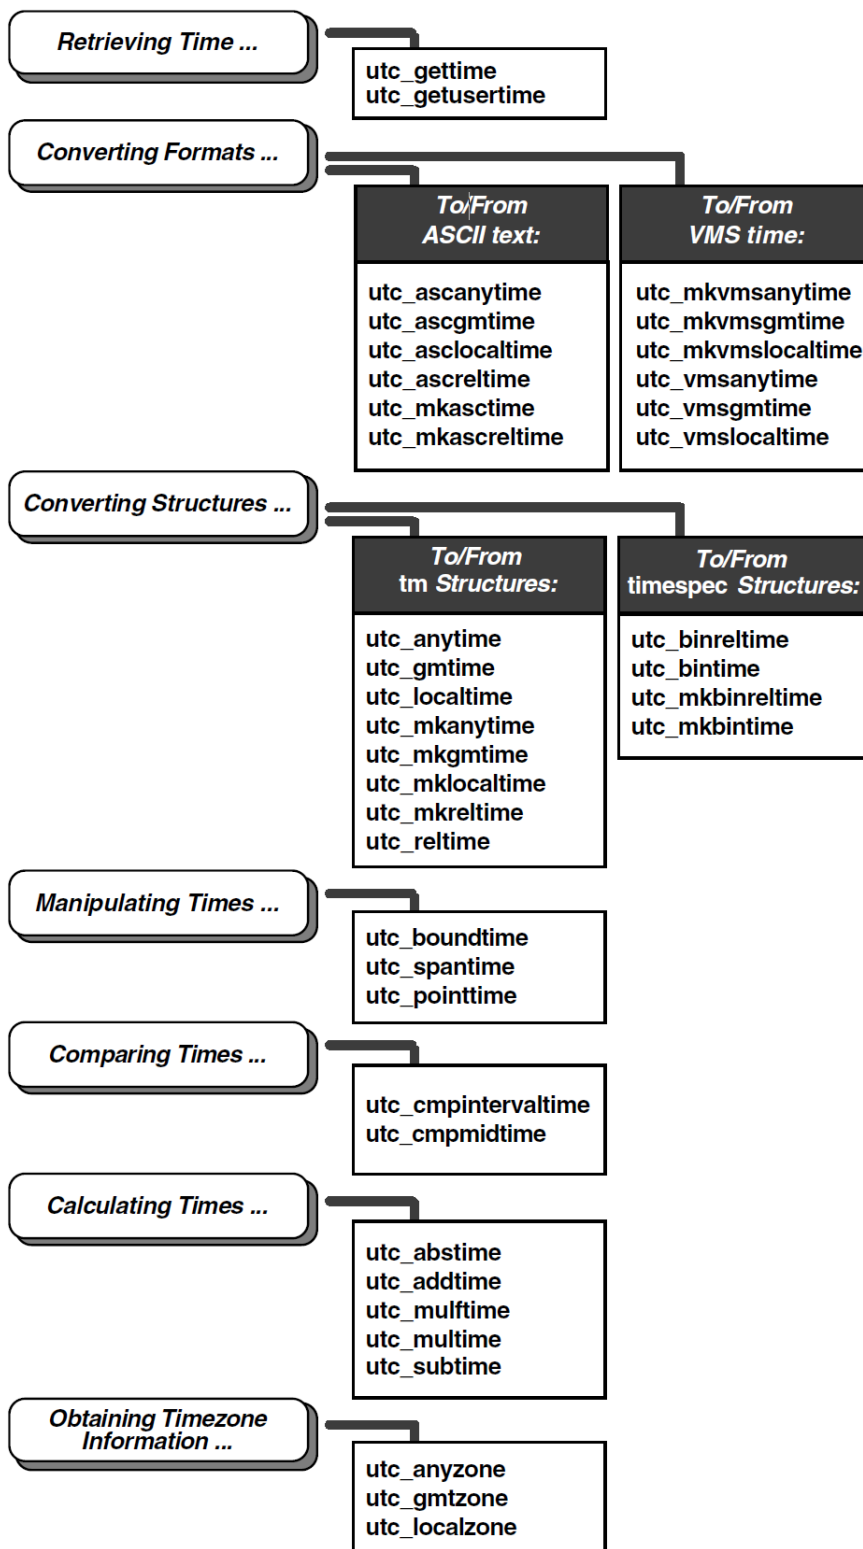 Retrieving Time ...
utc_gettime
utc_getusertime
Converting Formats ...
To/From
ASCII text:
utc_ascanytime
utc_ascgmtime
utc_asclocaltime
utc_ascreltime
utc_mkasctime
utc_mkascreltime
To/From
VMS time:
utc_mkvmsanytime
utc_mkvmsgmtime
utc_mkvmslocaltime
utc_vmsanytime
utc_vmsgmtime
utc_vmslocaltime
Converting Structures ...
To/From
tm Structures:
utc_anytime
utc_gmtime
utc_localtime
utc_mkanytime
utc_mkgmtime
utc_mklocaltime
utc_mkreltime
utc_reltime
To/From
timespec Structures:
utc_binreltime
utc_bintime
utc_mkbinreltime
utc_mkbintime
Manipulating Times ...
utc_boundtime
utc_spantime
utc_pointtime
Comparing Times ...
utc_cmpintervaltime
utc_cmpmidtime
Calculating Times ...
utc_abstime
utc_addtime
utc_mulftime
utc_multime
utc_subtime
Obtaining Timezone
Information ...
utc_anyzone
utc_gmtzone
utc_localzone